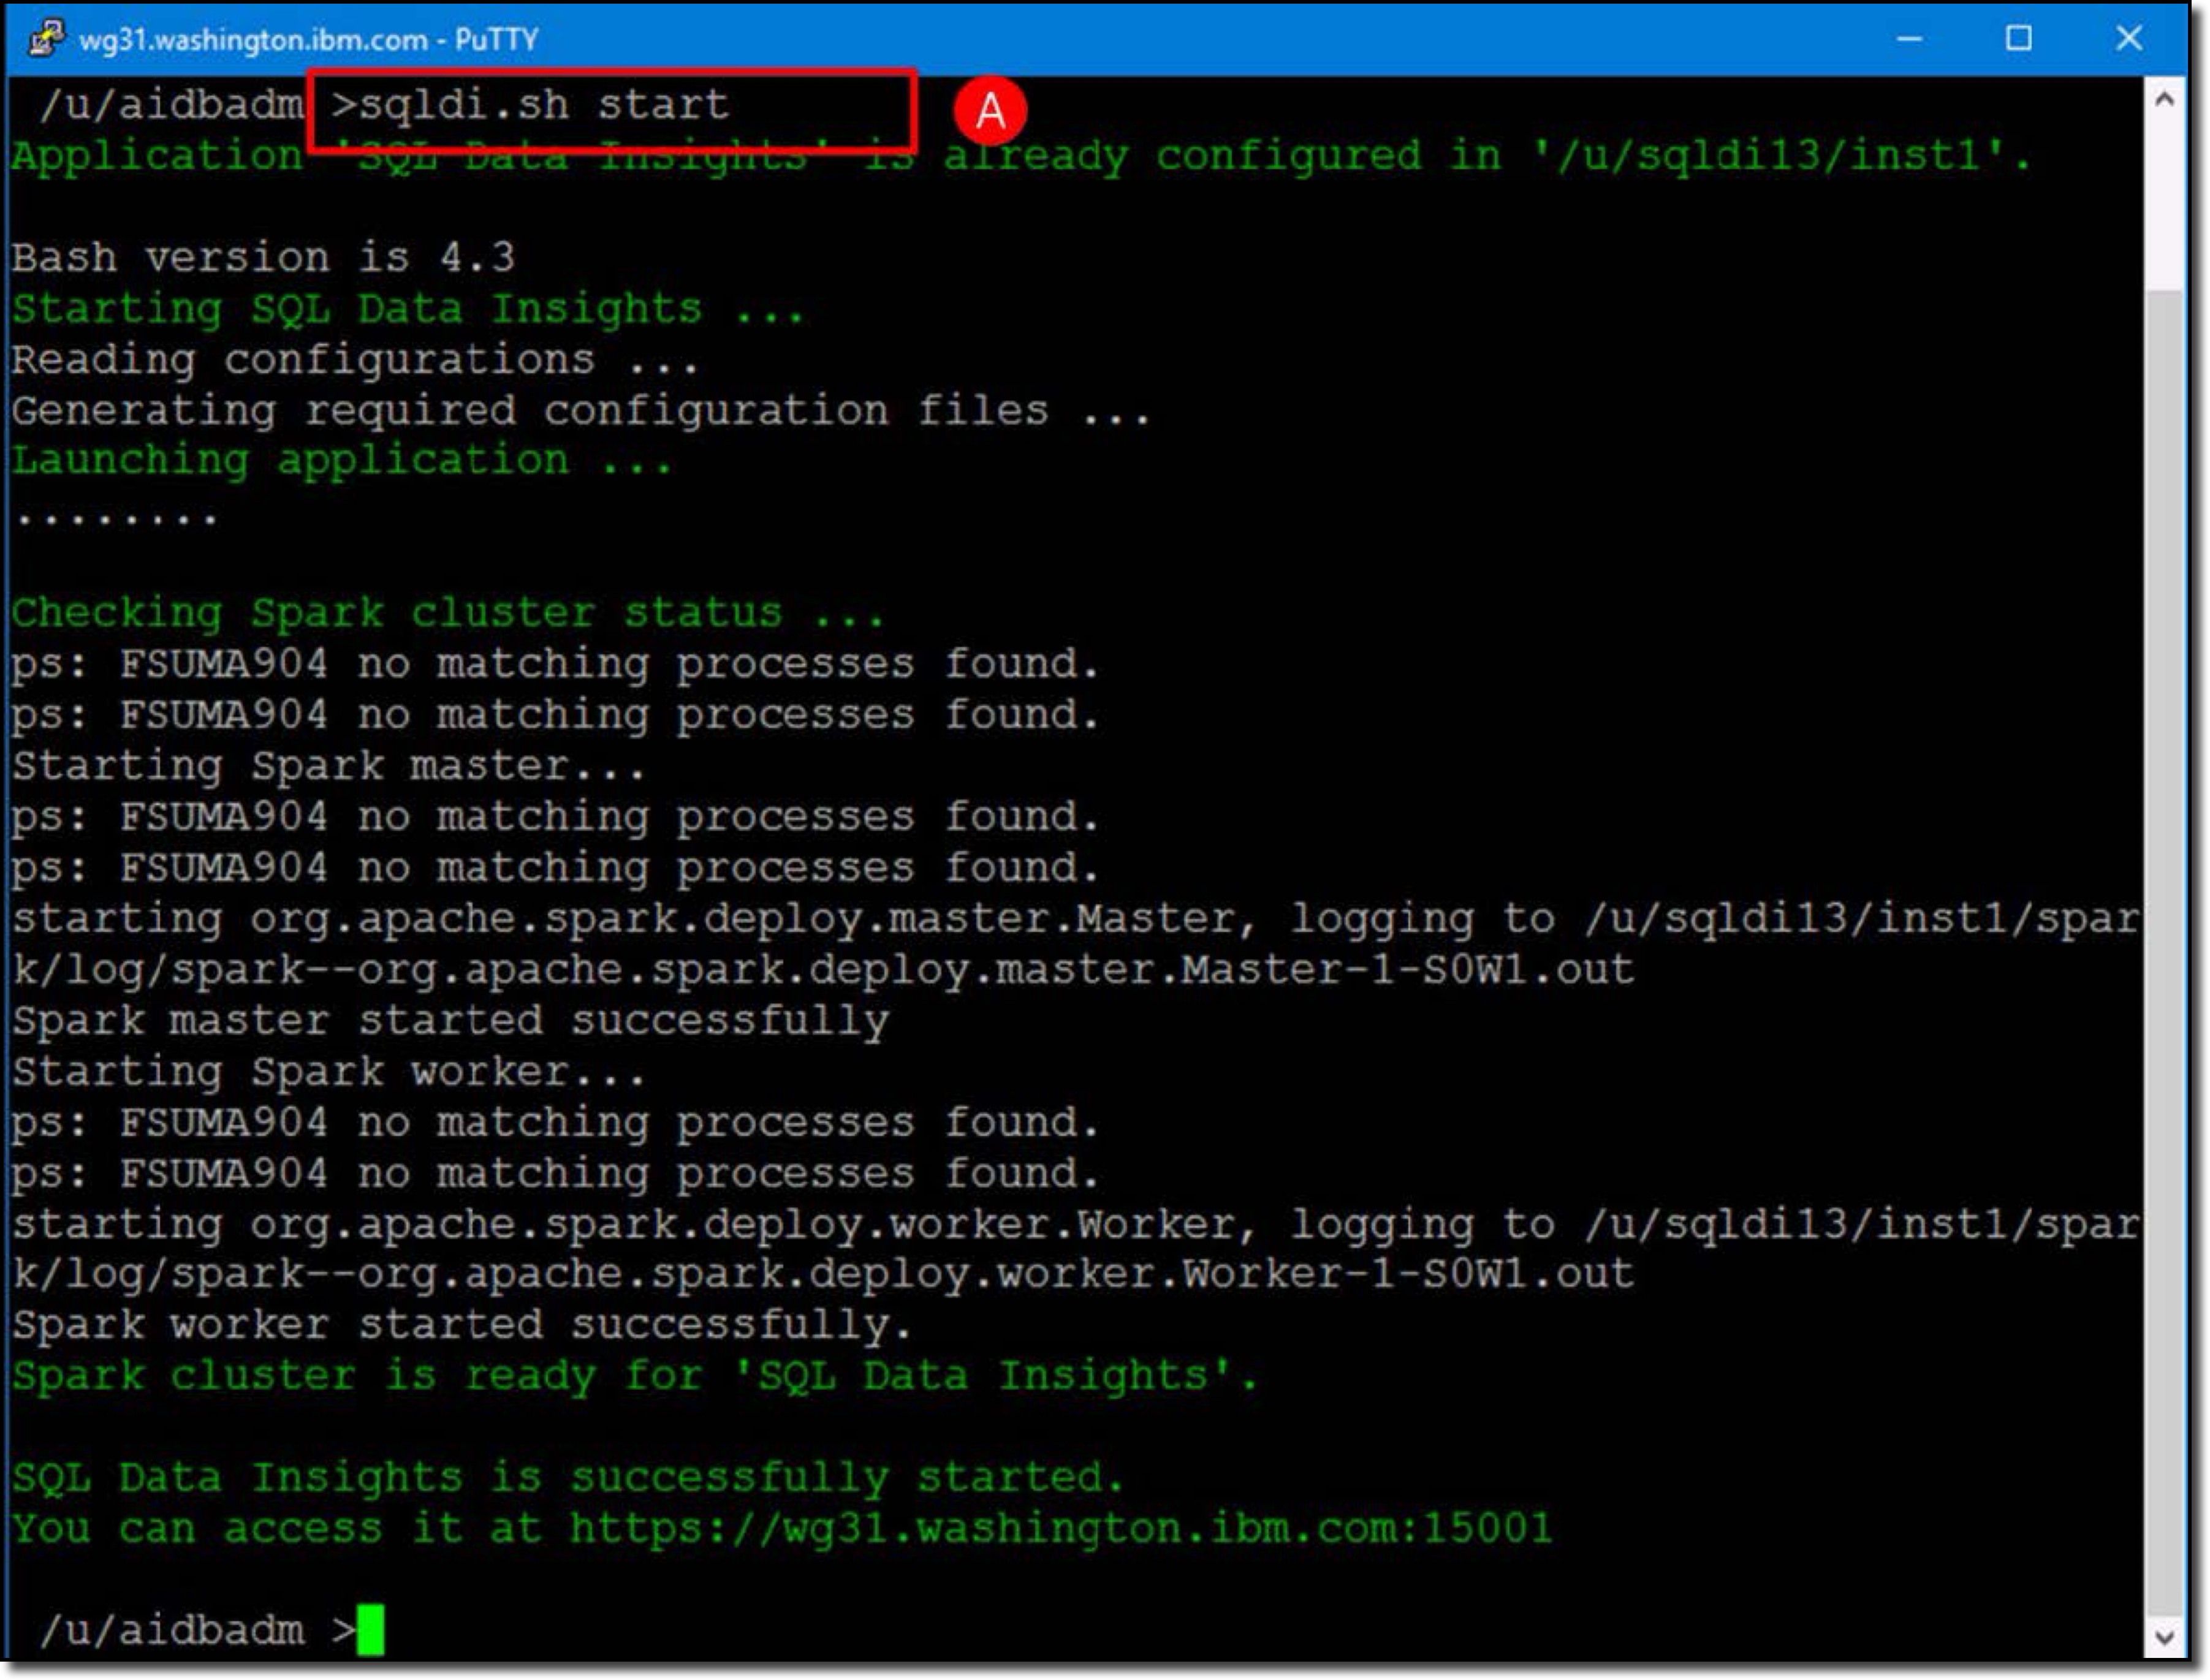 wg31.washington.ibm.com - PuTTY
/u/aidbadm >sqldi.sh start
A
Application 'SQL Data Insights' is already configured in '/u/sqldi13/inst1'.
Bash version is 4.3
Starting SQL Data Insights ...
Reading configurations ...
Generating required configuration files ...
Launching application ...
........
Checking Spark cluster status ...
ps: FSUMA904 no matching processes found.
ps: FSUMA904 no matching processes found.
Starting Spark master...
ps: FSUMA904 no matching processes found.
ps: FSUMA904 no matching processes found.
starting org.apache.spark.deploy.master.Master, logging to /u/sqldi13/inst1/spar
k/log/spark--org.apache.spark.deploy.master.Master-1-S0W1.out
Spark master started successfully
Starting Spark worker...
ps: FSUMA904 no matching processes found.
ps: FSUMA904 no matching processes found.
starting org.apache.spark.deploy.worker.Worker, logging to /u/sqldi13/inst1/spar
k/log/spark--org.apache.spark.deploy.worker.Worker-1-S0W1.out
Spark worker started successfully.
Spark cluster is ready for 'SQL Data Insights'.
SQL Data Insights is successfully started.
You can access it at https://wg31.washington.ibm.com:15001
/u/aidbadm >